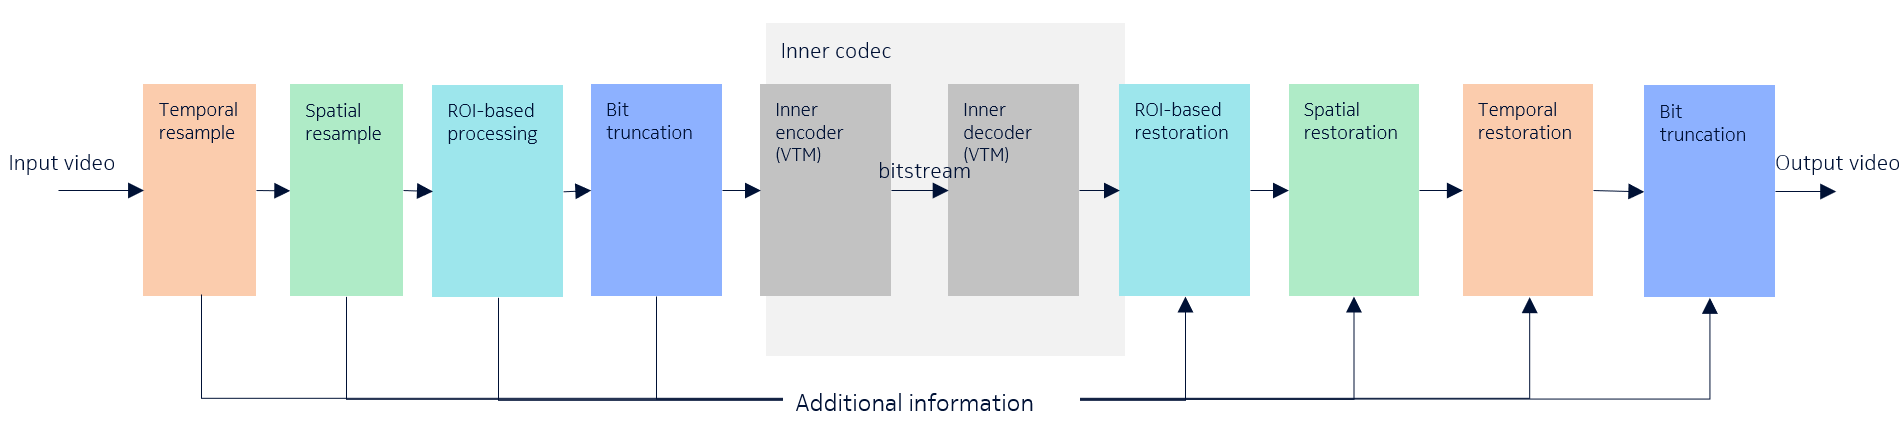 Inner codec
Input video
Temporal
resample
Spatial
resample
ROI-based
processing
Bit
truncation
Inner
encoder
(VTM)
bitstream
Inner
decoder
(VTM)
ROI-based
restoration
Spatial
restoration
Temporal
restoration
Bit
truncation
Output video
Additional information